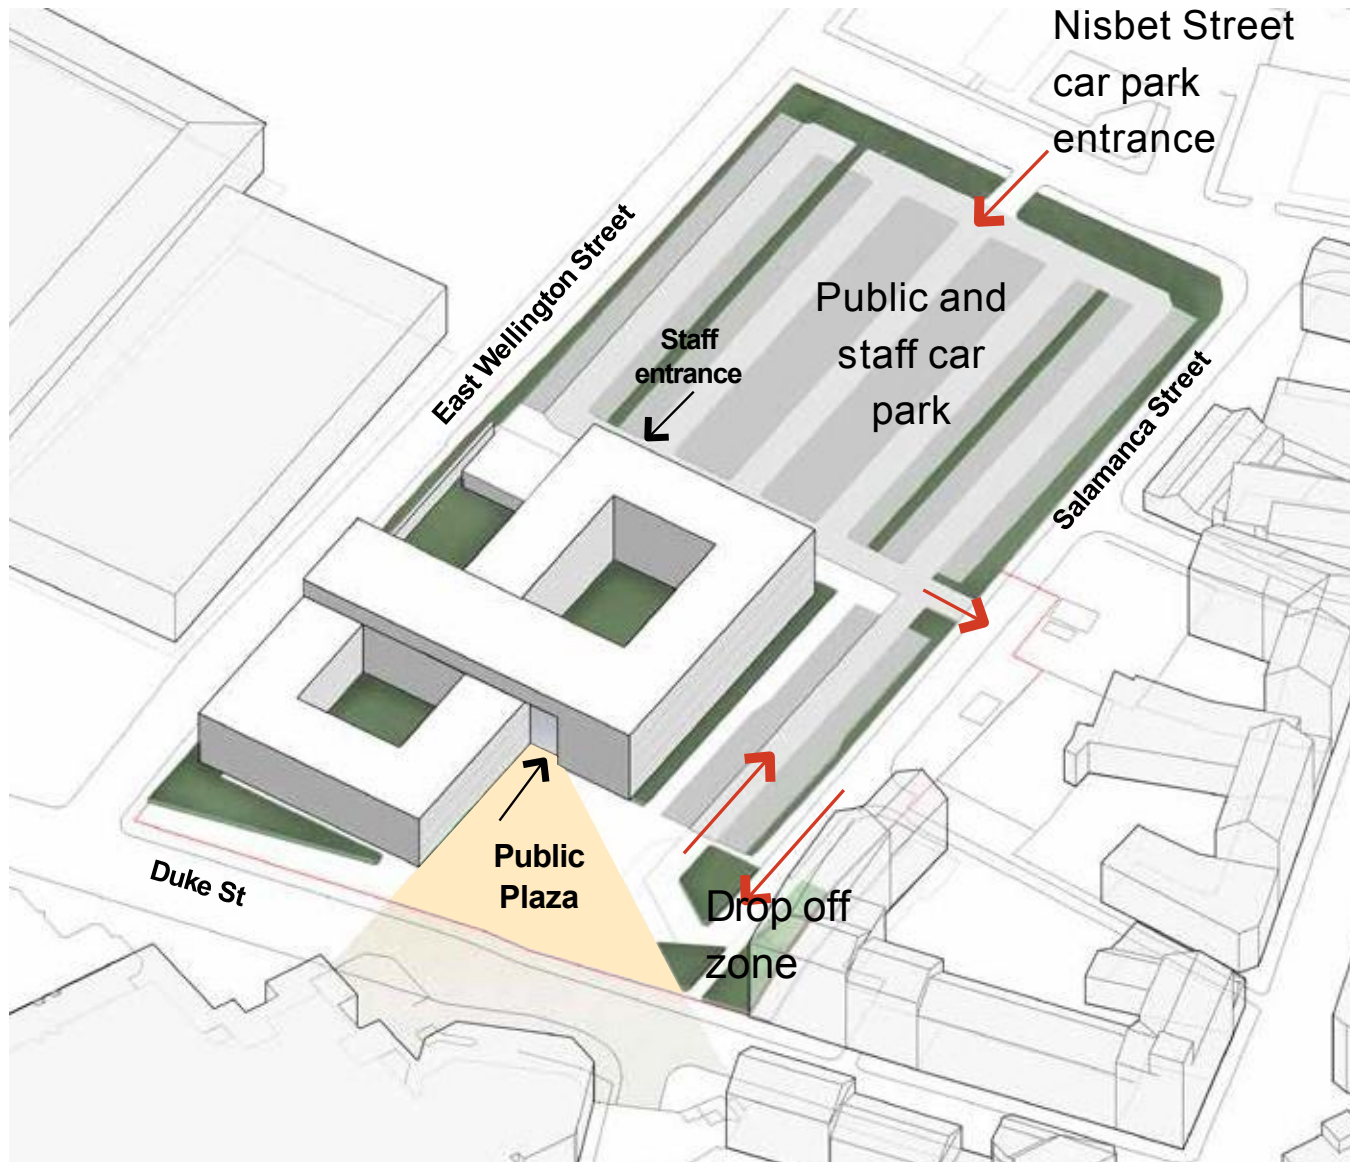 Nisbet Street
car park
entrance
East Wellington Street
Public and
staff car
park
Staff
entrance
Salamanca Street
Public
Plaza
Duke St
Drop off
zone